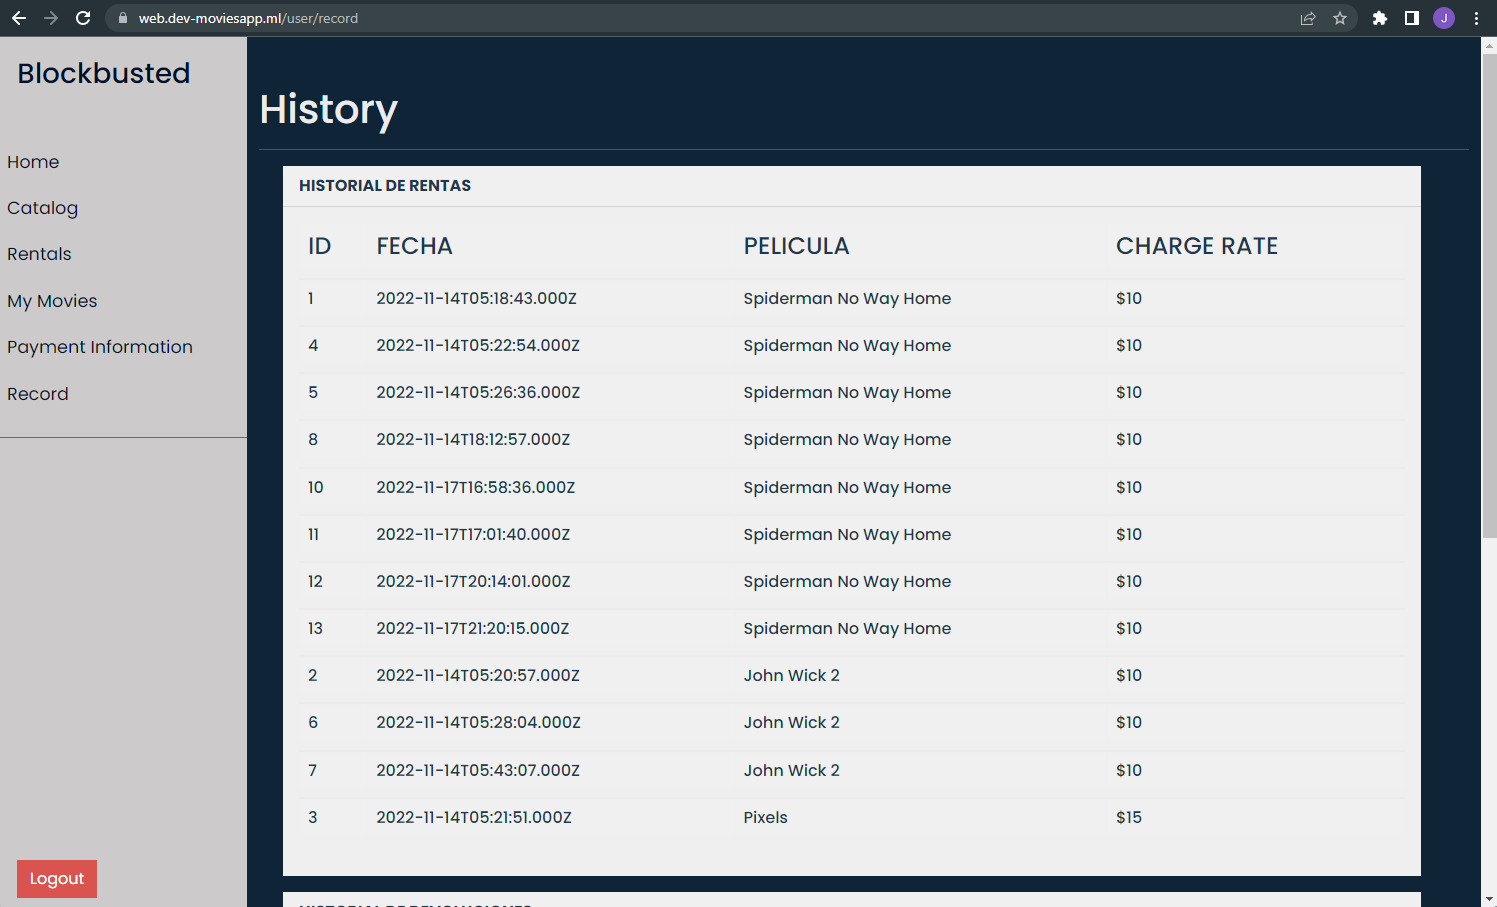 web.dev-moviesapp.ml/user/record
J
Blockbusted
Home
Catalog
Rentals
My Movies
Payment Information
Record
Logout
History
HISTORIAL DE RENTAS
ID FECHA PELICULA CHARGE RATE
1 2022-11-14T05:18:43.000Z Spiderman No Way Home $10
4 2022-11-14T05:22:54.000Z Spiderman No Way Home $10
5 2022-11-14T05:26:36.000Z Spiderman No Way Home $10
8 2022-11-14T18:12:57.000Z Spiderman No Way Home $10
10 2022-11-17T16:58:36.000Z Spiderman No Way Home $10
11 2022-11-17T17:01:40.000Z Spiderman No Way Home $10
12 2022-11-17T20:14:01.000Z Spiderman No Way Home $10
13 2022-11-17T21:20:15.000Z Spiderman No Way Home $10
2 2022-11-14T05:20:57.000Z John Wick 2 $10
6 2022-11-14T05:28:04.000Z John Wick 2 $10
7 2022-11-14T05:43:07.000Z John Wick 2 $10
3 2022-11-14T05:21:51.000Z Pixels $15
HISTORIAL DE DEVOLUCIONES